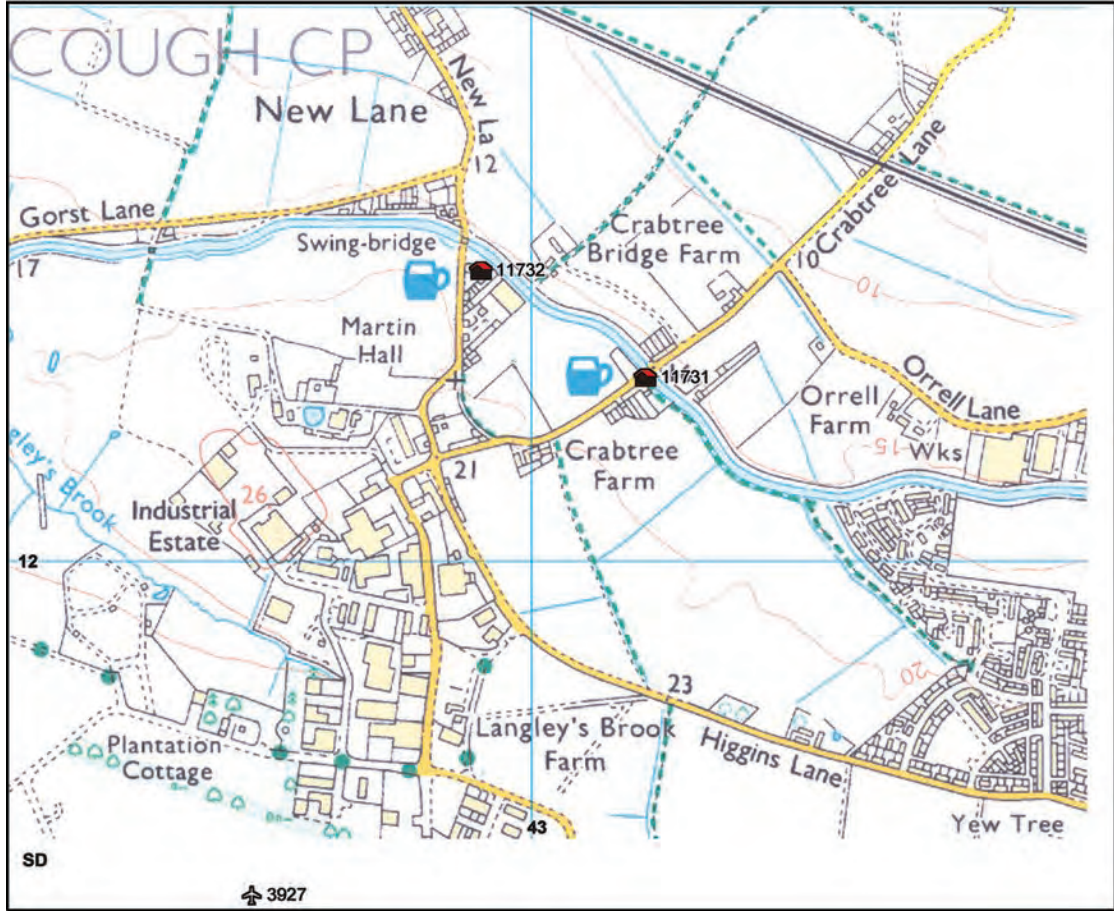 COUGH CP
New Lane
New La
12
Gorst Lane
Swing-bridge
17
11732
Crabtree
Bridge Farm
Crabtree Lane
10
10
Martin
Hall
11731
Orrell
Farm
Orrell Lane
Wks
15
Crabtree
Farm
21
gley's Brook
26
Industrial
Estate
12
20
23
Langley's Brook
Farm
Higgins Lane
Plantation
Cottage
43
Yew Tree
SD
3927